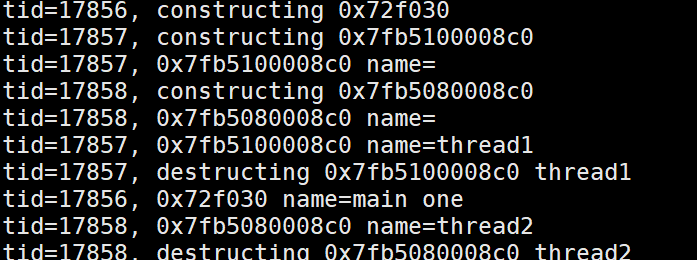 tid=17856, constructing 0x72f030
tid=17857, constructing 0x7fb5100008c0
tid=17857, 0x7fb5100008c0 name=
tid=17858, constructing 0x7fb5080008c0
tid=17858, 0x7fb5080008c0 name=
tid=17857, 0x7fb5100008c0 name=thread1
tid=17857, destructing 0x7fb5100008c0 thread1
tid=17856, 0x72f030 name=main one
tid=17858, 0x7fb5080008c0 name=thread2
tid=17858, destructing 0x7fb5080008c0 thread2